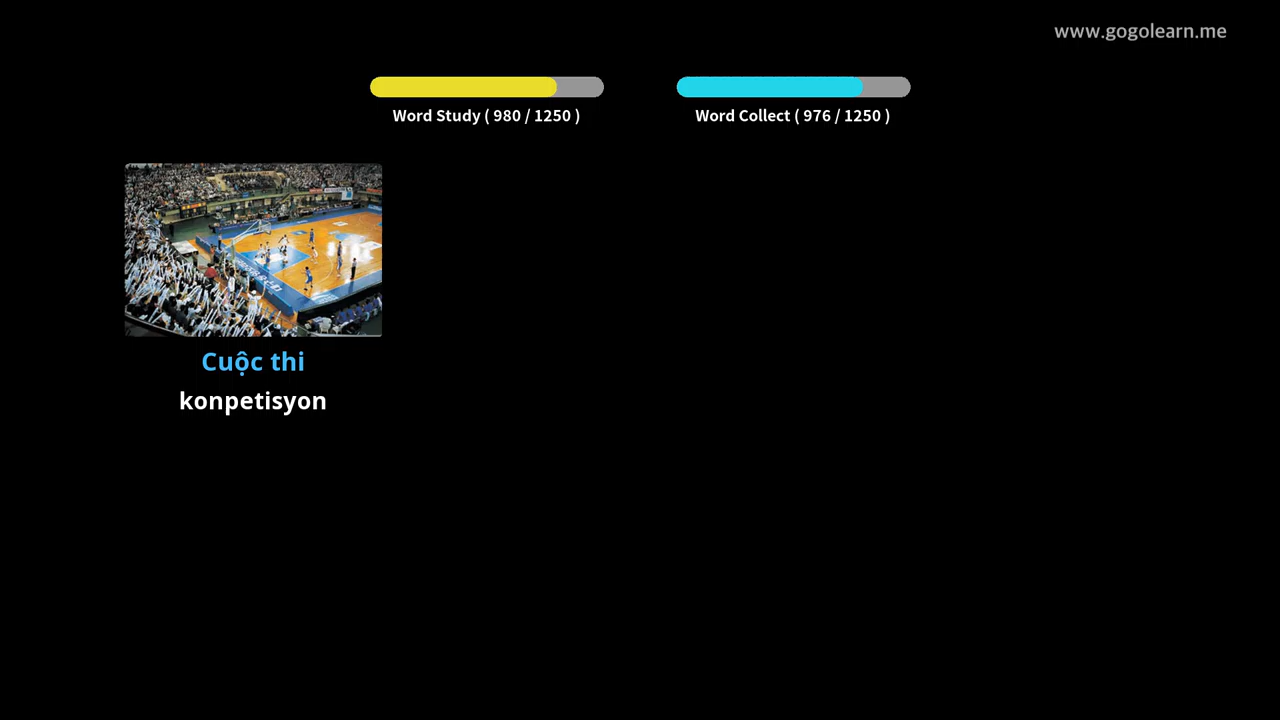 www.gogolearn.me
Word Study ( 980 / 1250 )
Word Collect ( 976 / 1250 )
Cuộc thi
konpetisyon